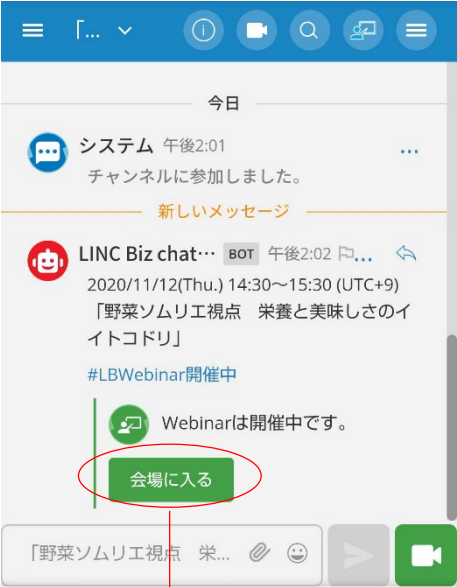 「...
今日
システム 午後2:01
...
チャンネルに参加しました。
新しいメッセージ
LINC Biz chat… BOT 午後2:02 ...
2020/11/12(Thu.) 14:30～15:30 (UTC+9)
「野菜ソムリエ視点　栄養と美味しさのイ
イトコドリ」
#LBWebinar開催中
Webinarは開催中です。
会場に入る
「野菜ソムリエ視点　栄...